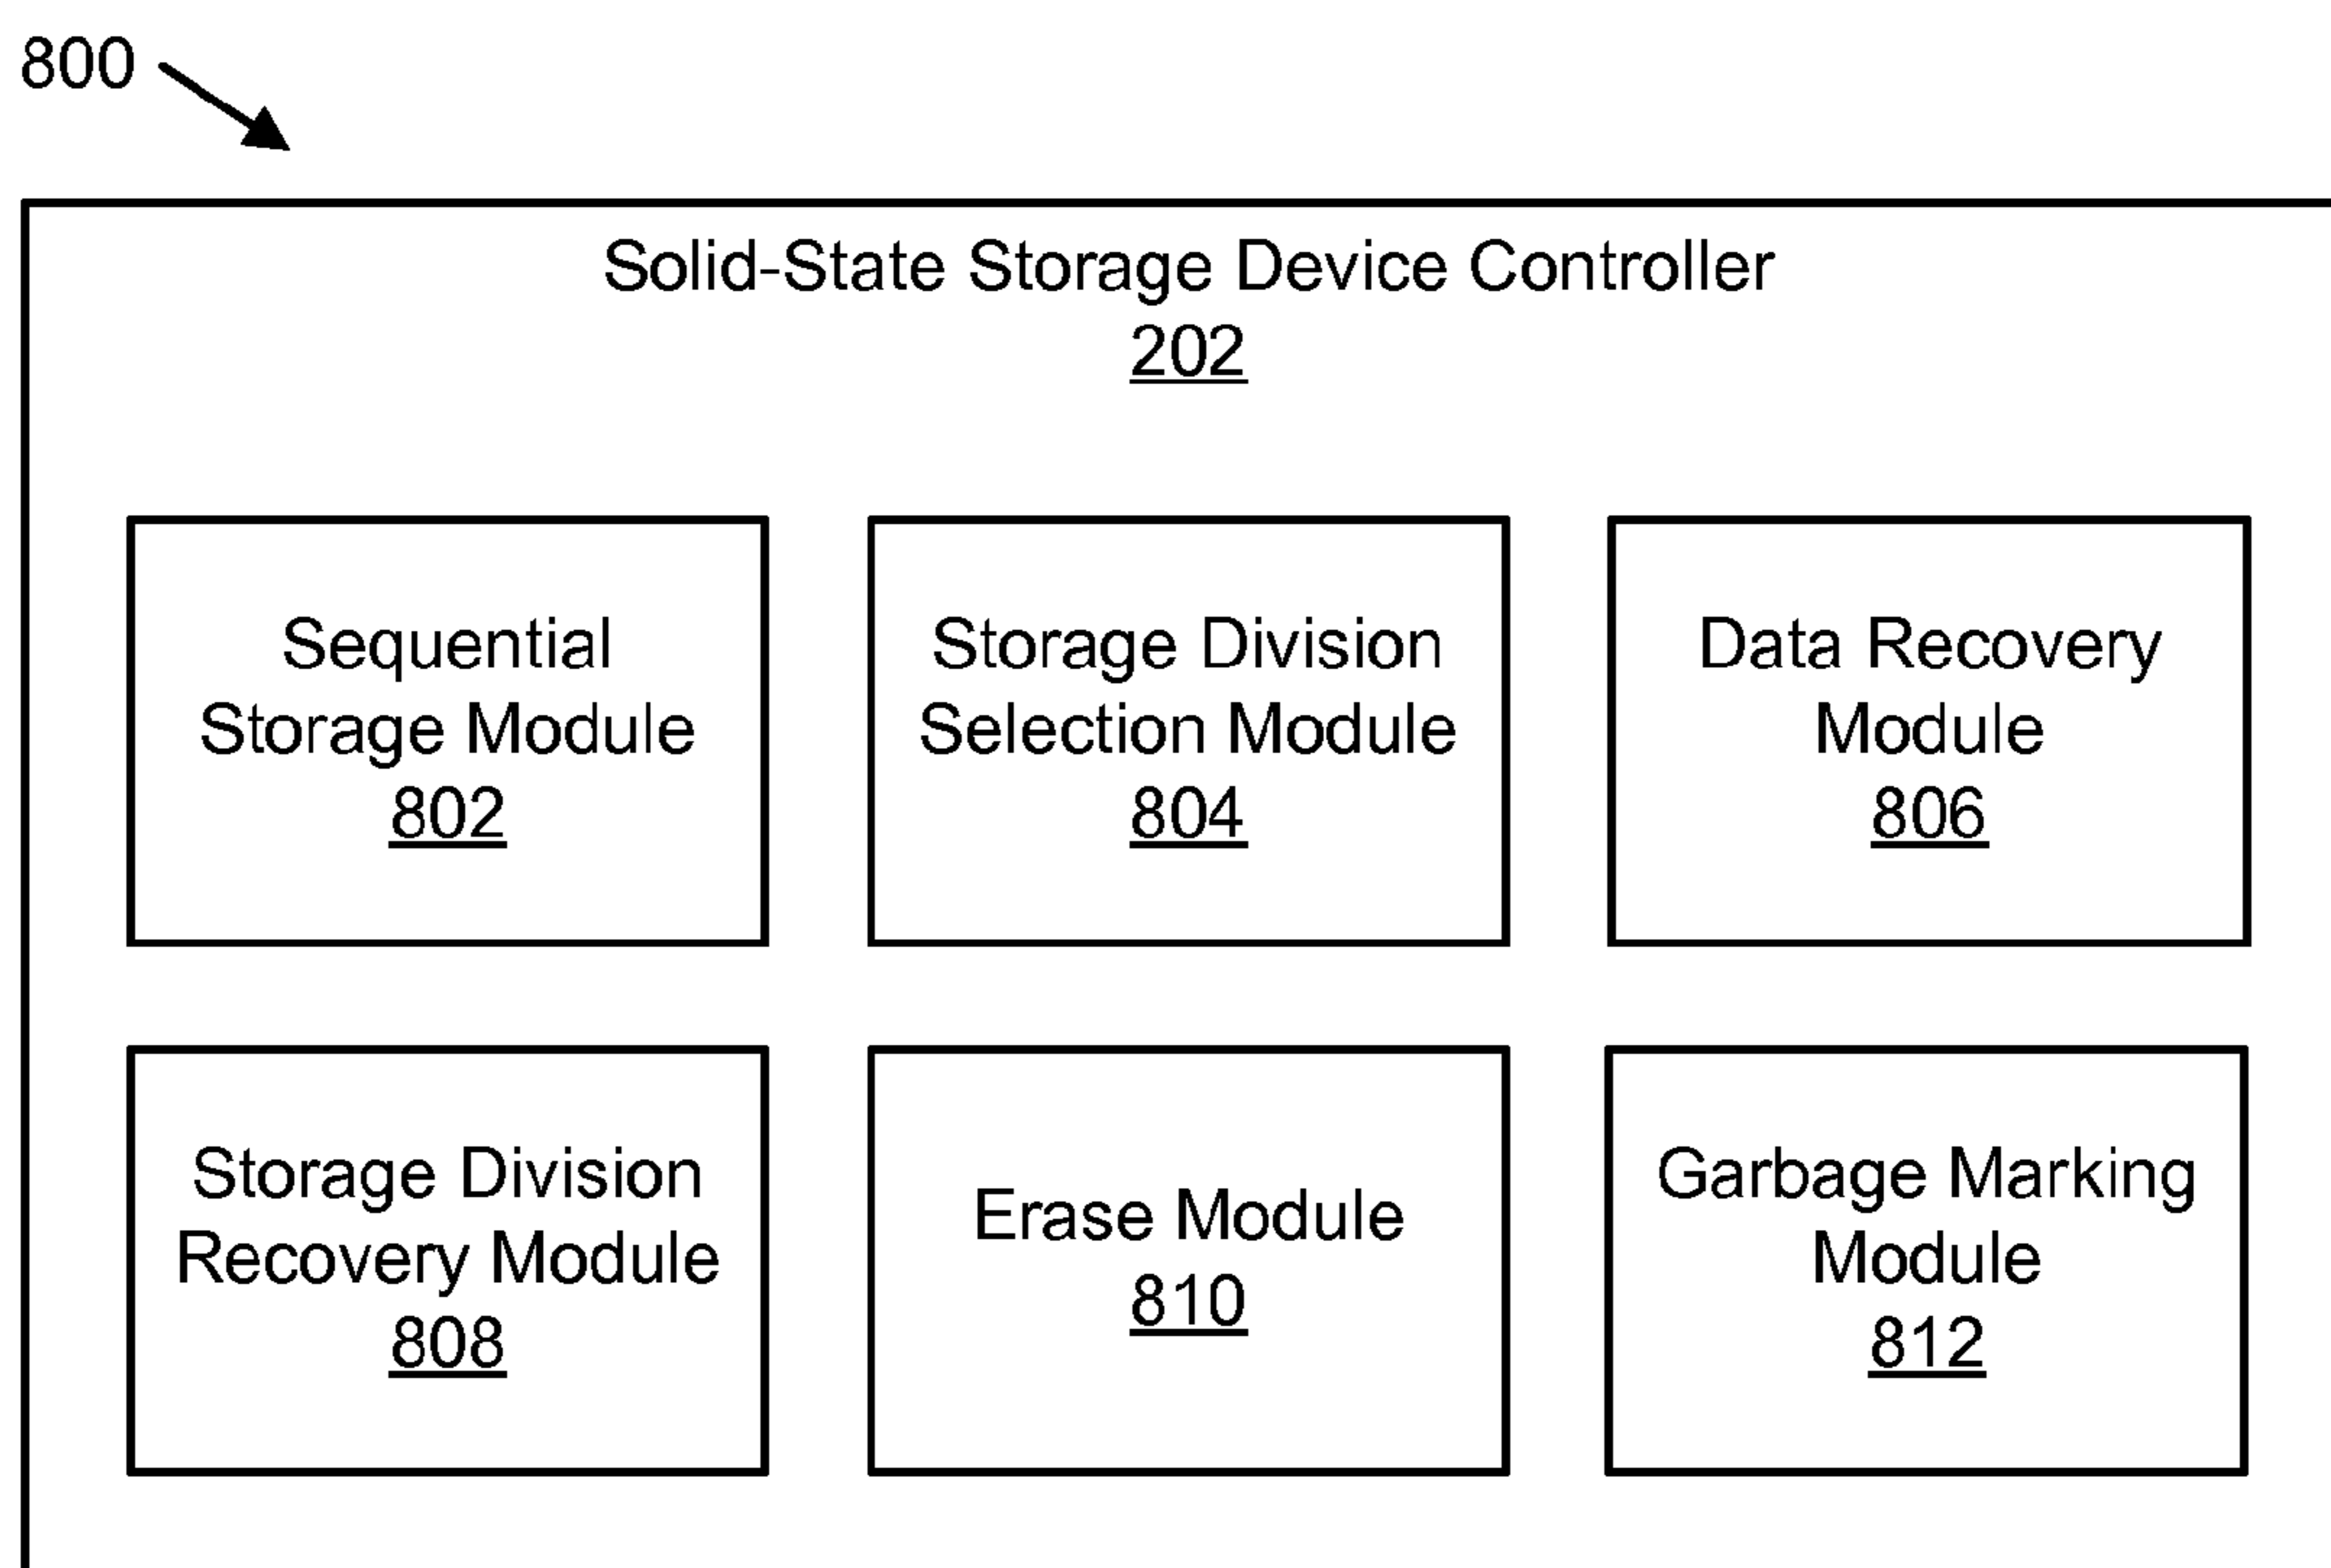 800
Solid-State Storage Device Controller
202
Sequential
Storage Module
802
Storage Division
Selection Module
804
Data Recovery
Module
806
Storage Division
Recovery Module
808
Erase Module
810
Garbage Marking
Module
812